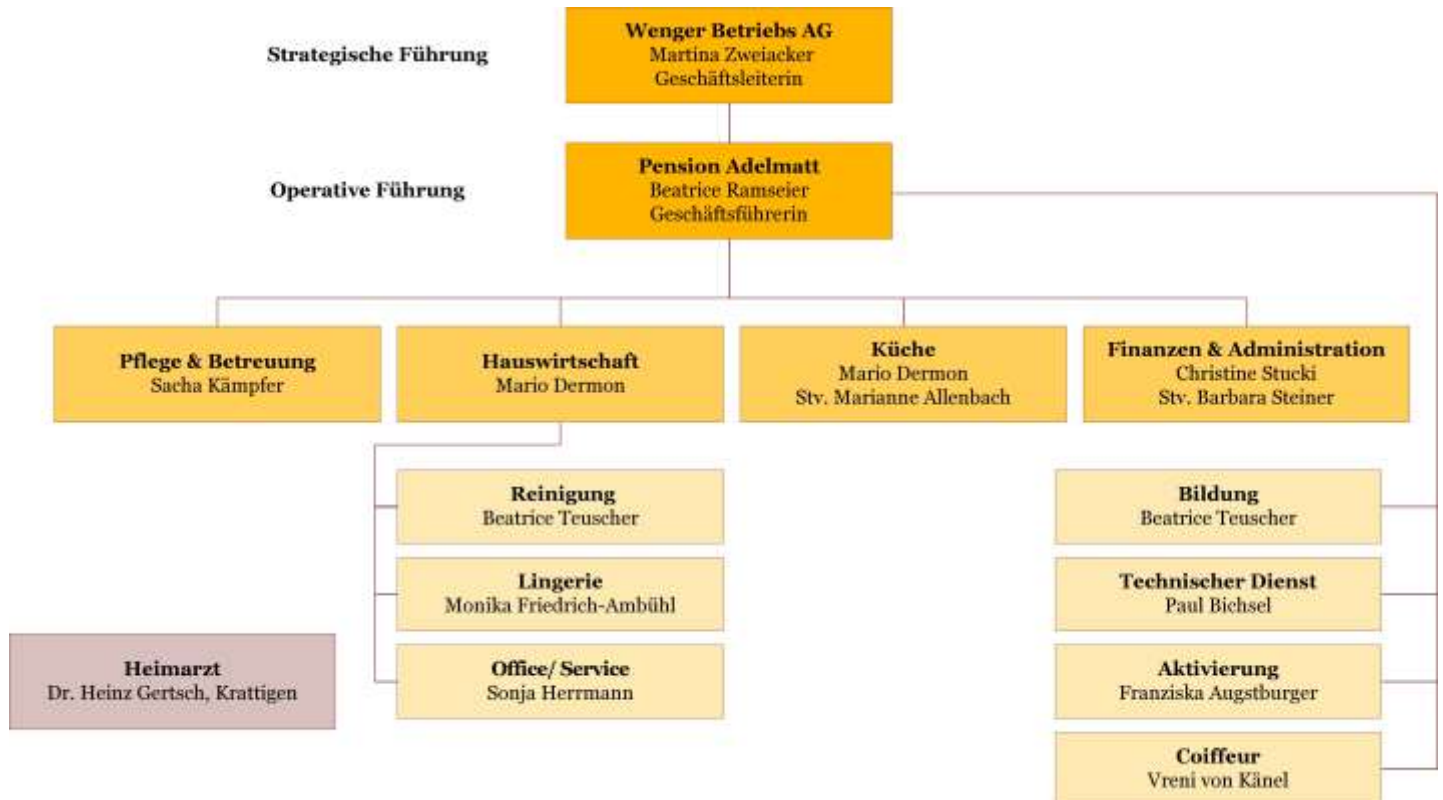 Strategische Führung
Wenger Betriebs AG
Martina Zweiacker
Geschäftsleiterin
Operative Führung
Pension Adelmatt
Beatrice Ramseier
Geschäftsführerin
Pflege & Betreuung
Sacha Kämpfer
Hauswirtschaft
Mario Dermon
Küche
Mario Dermon
Stv. Marianne Allenbach
Finanzen & Administration
Christine Stucki
Stv. Barbara Steiner
Reinigung
Beatrice Teuscher
Lingerie
Monika Friedrich-Ambühl
Office/ Service
Sonja Herrmann
Heimarzt
Dr. Heinz Gertsch, Krattigen
Bildung
Beatrice Teuscher
Technischer Dienst
Paul Bichsel
Aktivierung
Franziska Augstburger
Coiffeur
Vreni von Känel